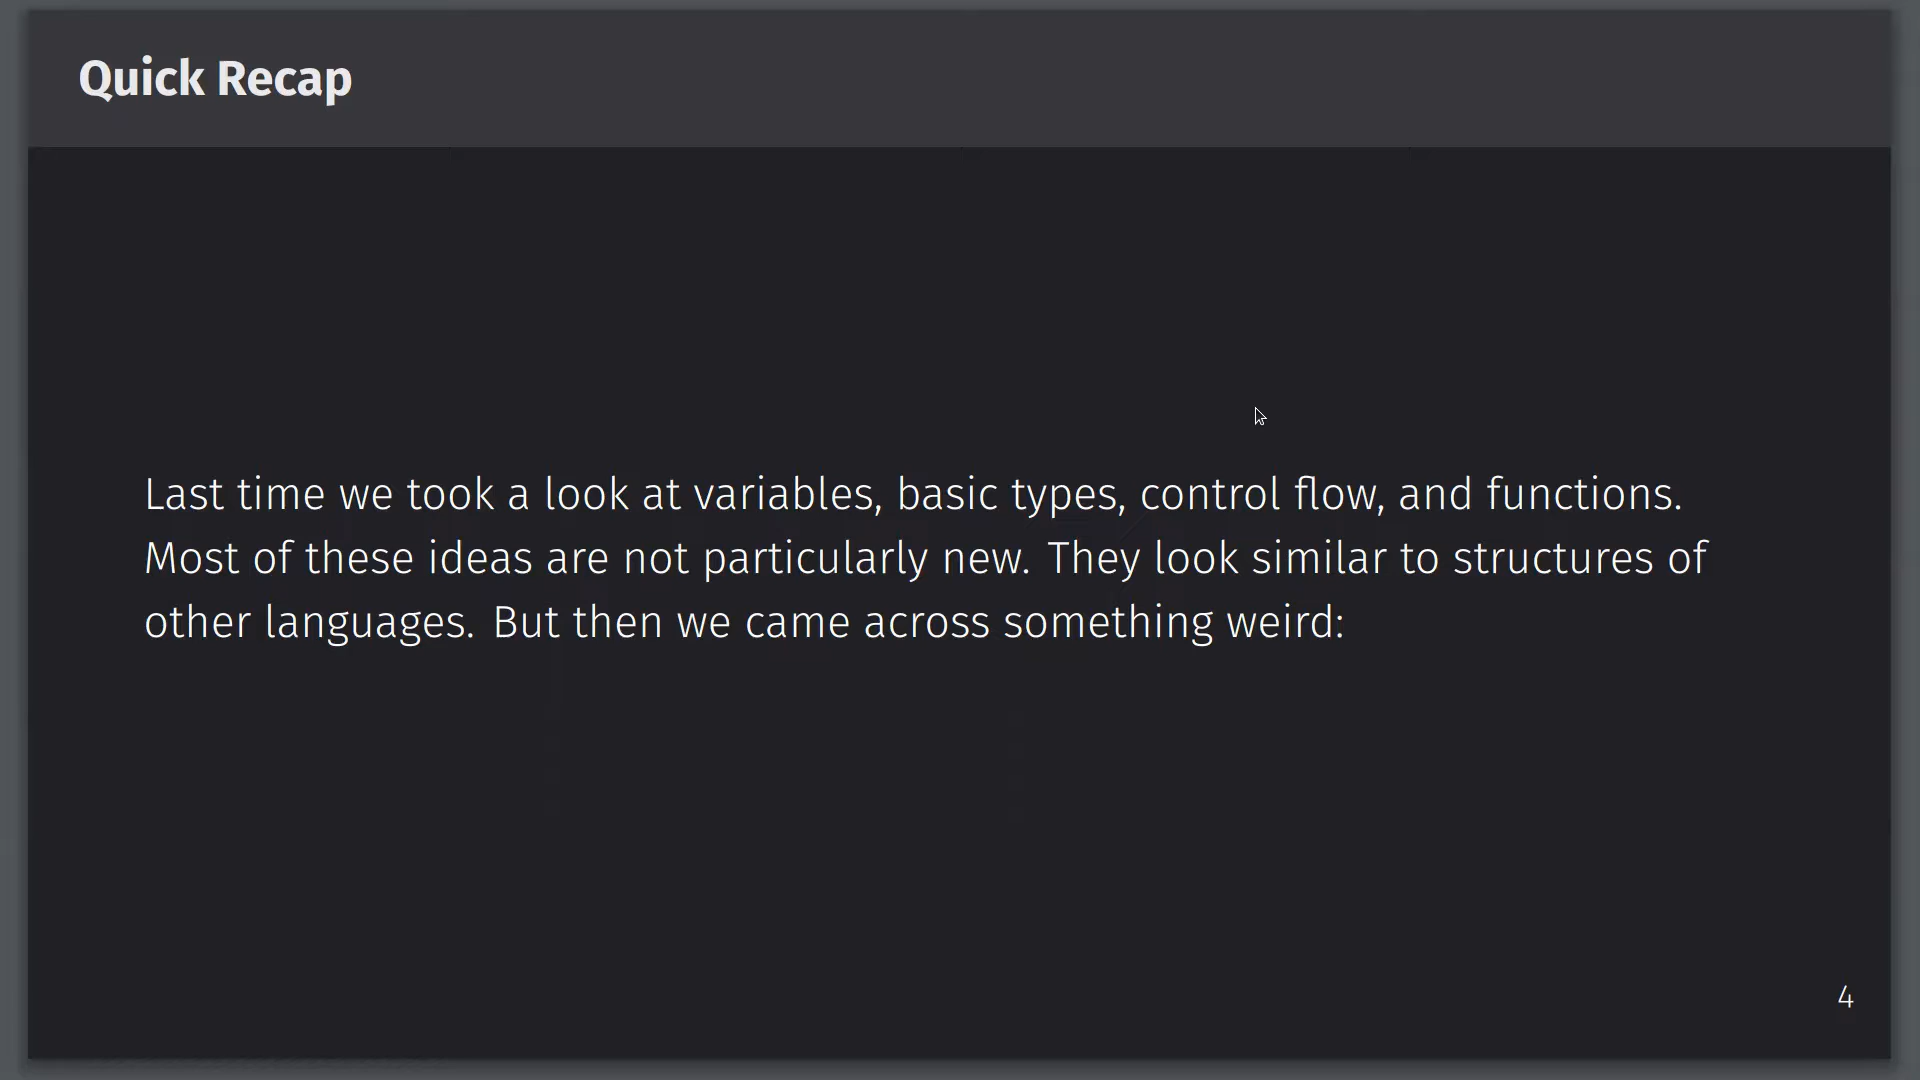 Quick Recap
Last time we took a look at variables, basic types, control flow, and functions.
Most of these ideas are not particularly new. They look similar to structures of
other languages. But then we came across something weird:
4